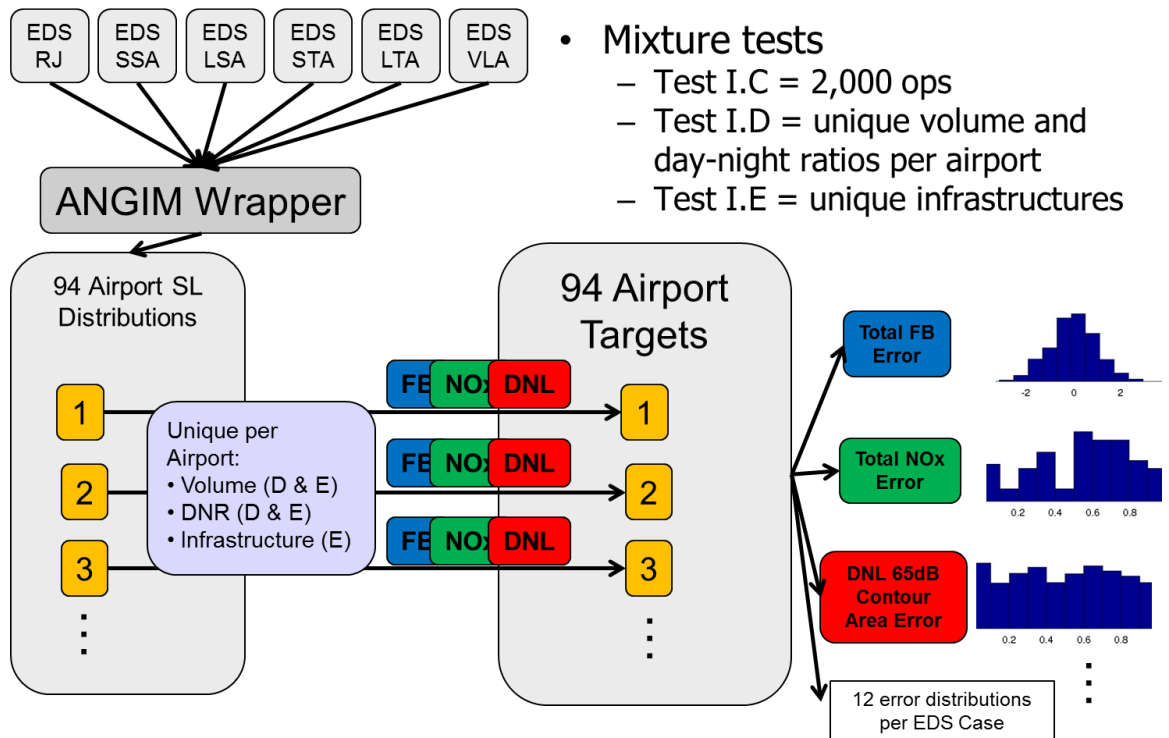 EDS
RJ
EDS
SSA
EDS
LSA
EDS
STA
EDS
LTA
EDS
VLA
• Mixture tests
– Test I.C = 2,000 ops
– Test I.D = unique volume and
day-night ratios per airport
– Test I.E = unique infrastructures
ANGIM Wrapper
94 Airport SL
Distributions
94 Airport
Targets
1
2
3
Unique per
Airport:
• Volume (D & E)
• DNR (D & E)
• Infrastructure (E)
FB NOx DNL
FB NOx DNL
FB NOx DNL
1
2
3
Total FB
Error
-2 0 2
Total NOx
Error
0.2 0.4 0.6 0.8
DNL 65dB
Contour
Area Error
0.2 0.4 0.6 0.8
12 error distributions
per EDS Case